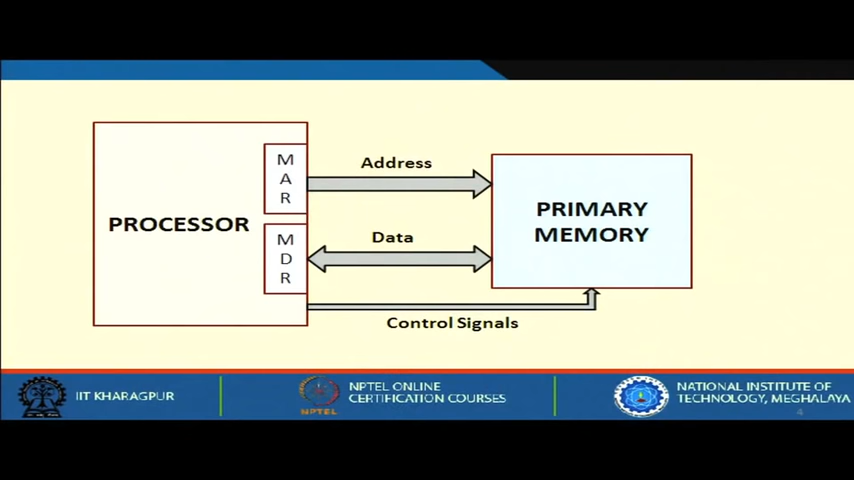 PROCESSOR
M
A
R
M
D
R
Address
Data
Control Signals
PRIMARY
MEMORY
IIT KHARAGPUR
NPTEL
NPTEL ONLINE
CERTIFICATION COURSES
NATIONAL INSTITUTE OF
TECHNOLOGY, MEGHALAYA
4